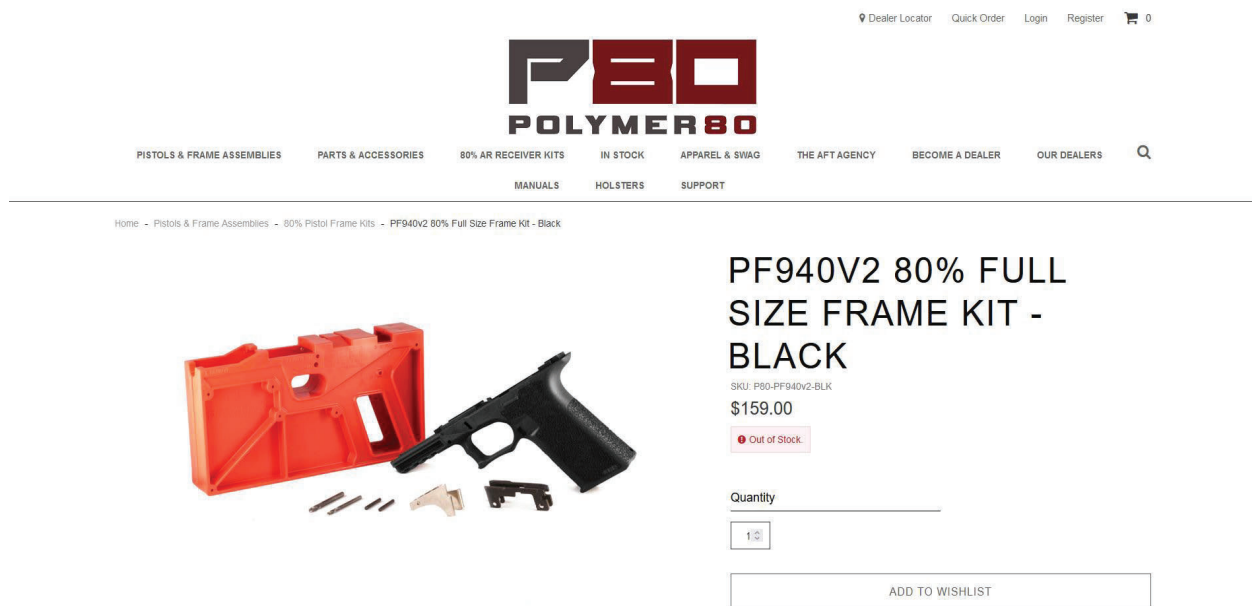 Dealer Locator Quick Order Login Register 0
P80
POLYMER80
PISTOLS & FRAME ASSEMBLIES PARTS & ACCESSORIES 80% AR RECEIVER KITS IN STOCK APPAREL & SWAG THE AFT AGENCY BECOME A DEALER OUR DEALERS
MANUALS HOLSTERS SUPPORT
Home - Pistols & Frame Assemblies - 80% Pistol Frame Kits - PF940v2 80% Full Size Frame Kit - Black
PF940V2 80% FULL
SIZE FRAME KIT -
BLACK
SKU: P80-PF940v2-BLK
$159.00
Out of Stock.
Quantity
1
ADD TO WISHLIST